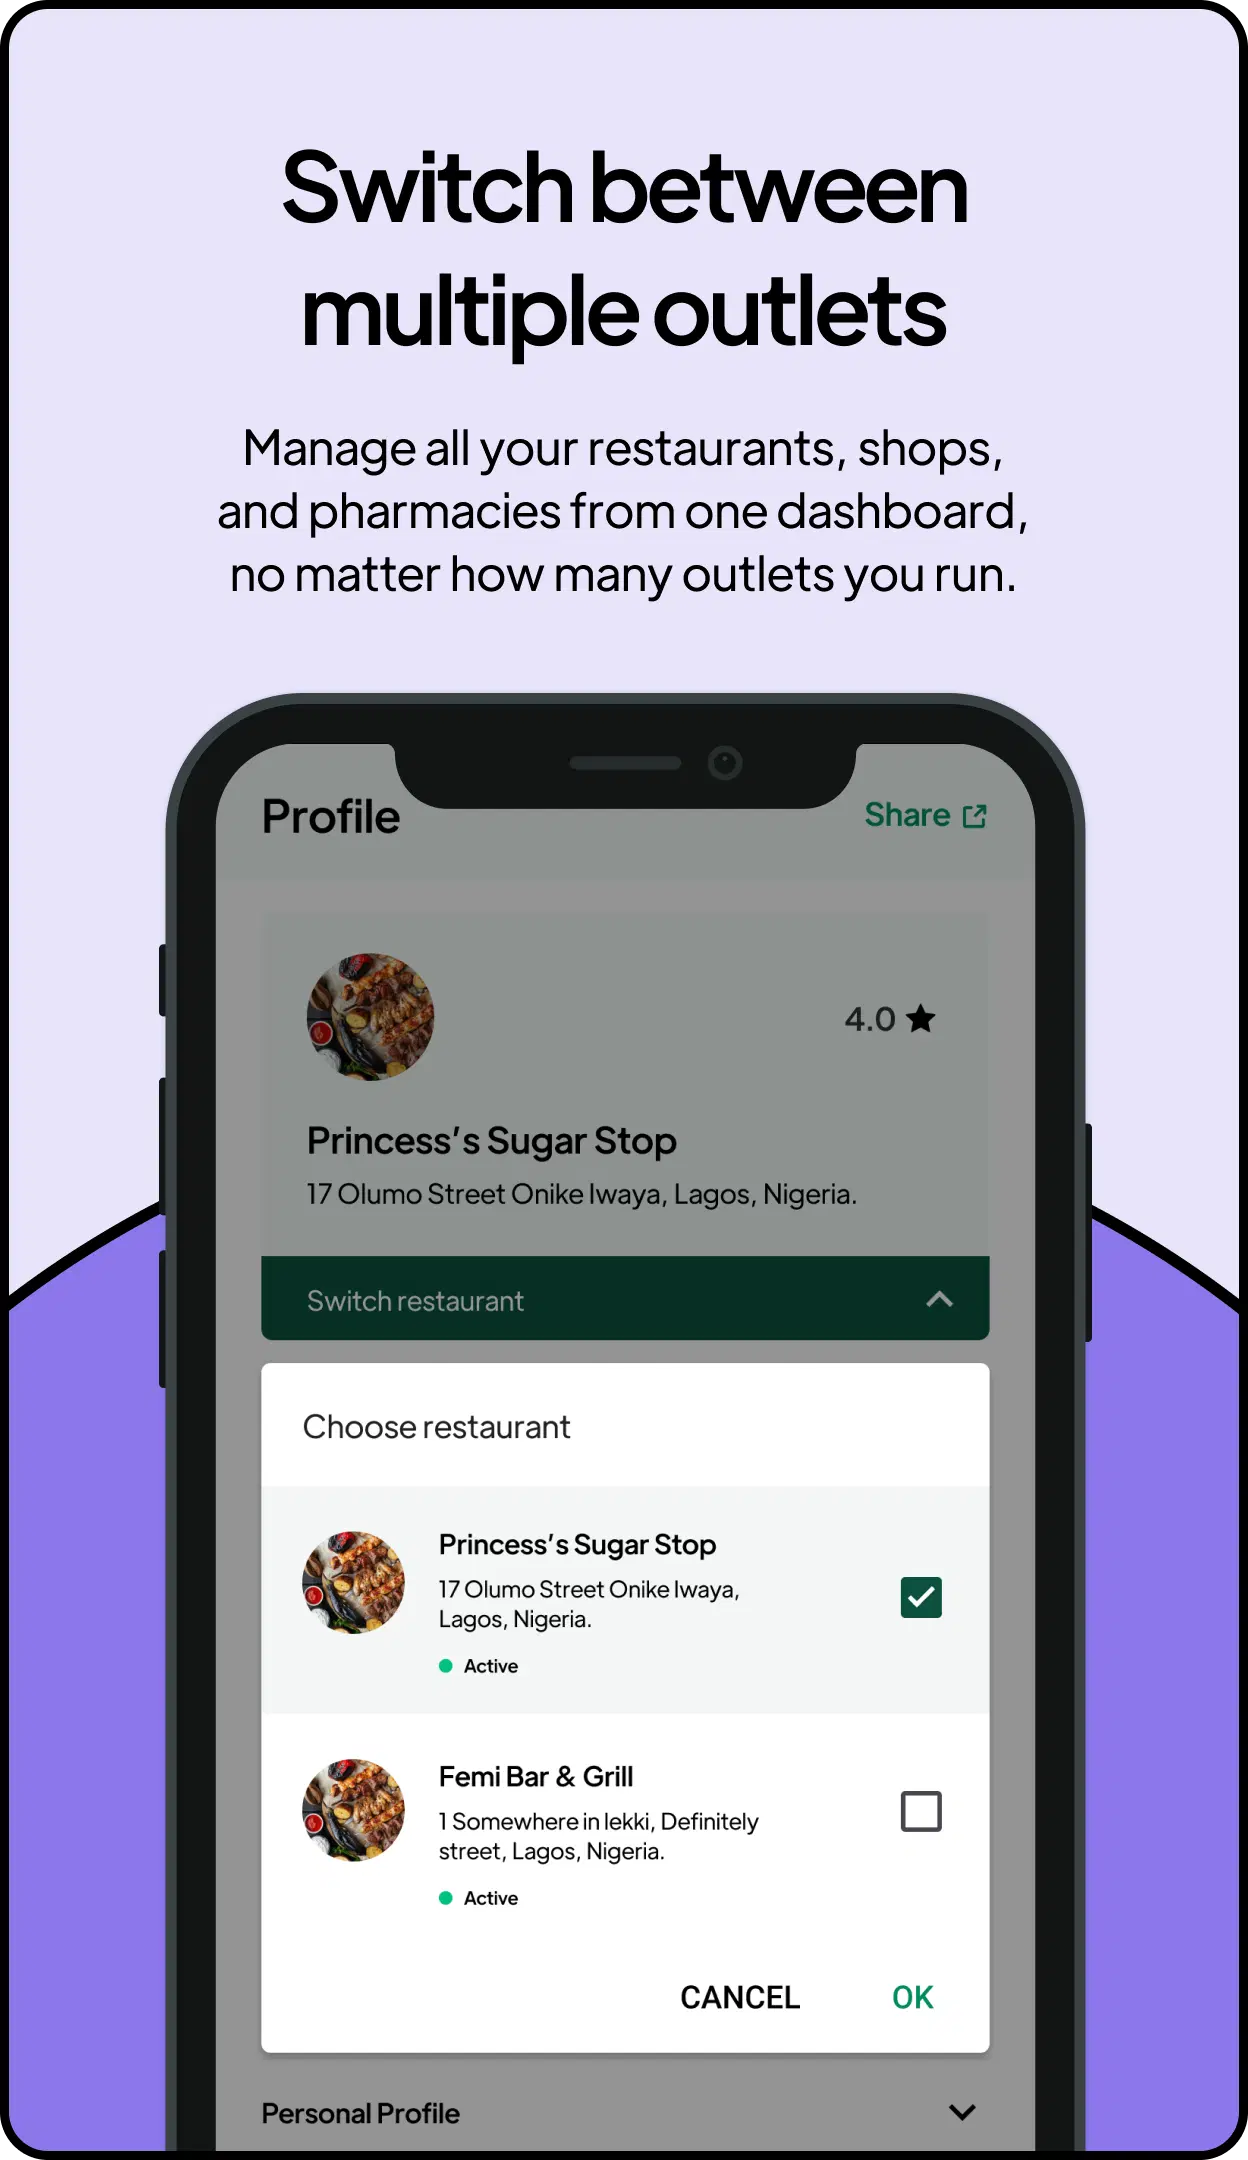 Switch between
multiple outlets
Manage all your restaurants, shops,
and pharmacies from one dashboard,
no matter how many outlets you run.
Profile
Share
4.0
Princess’s Sugar Stop
17 Olumo Street Onike Iwaya, Lagos, Nigeria.
Switch restaurant
Choose restaurant
Princess’s Sugar Stop
17 Olumo Street Onike Iwaya,
Lagos, Nigeria.
Active
Femi Bar & Grill
1 Somewhere in lekki, Definitely
street, Lagos, Nigeria.
Active
CANCEL
OK
Personal Profile